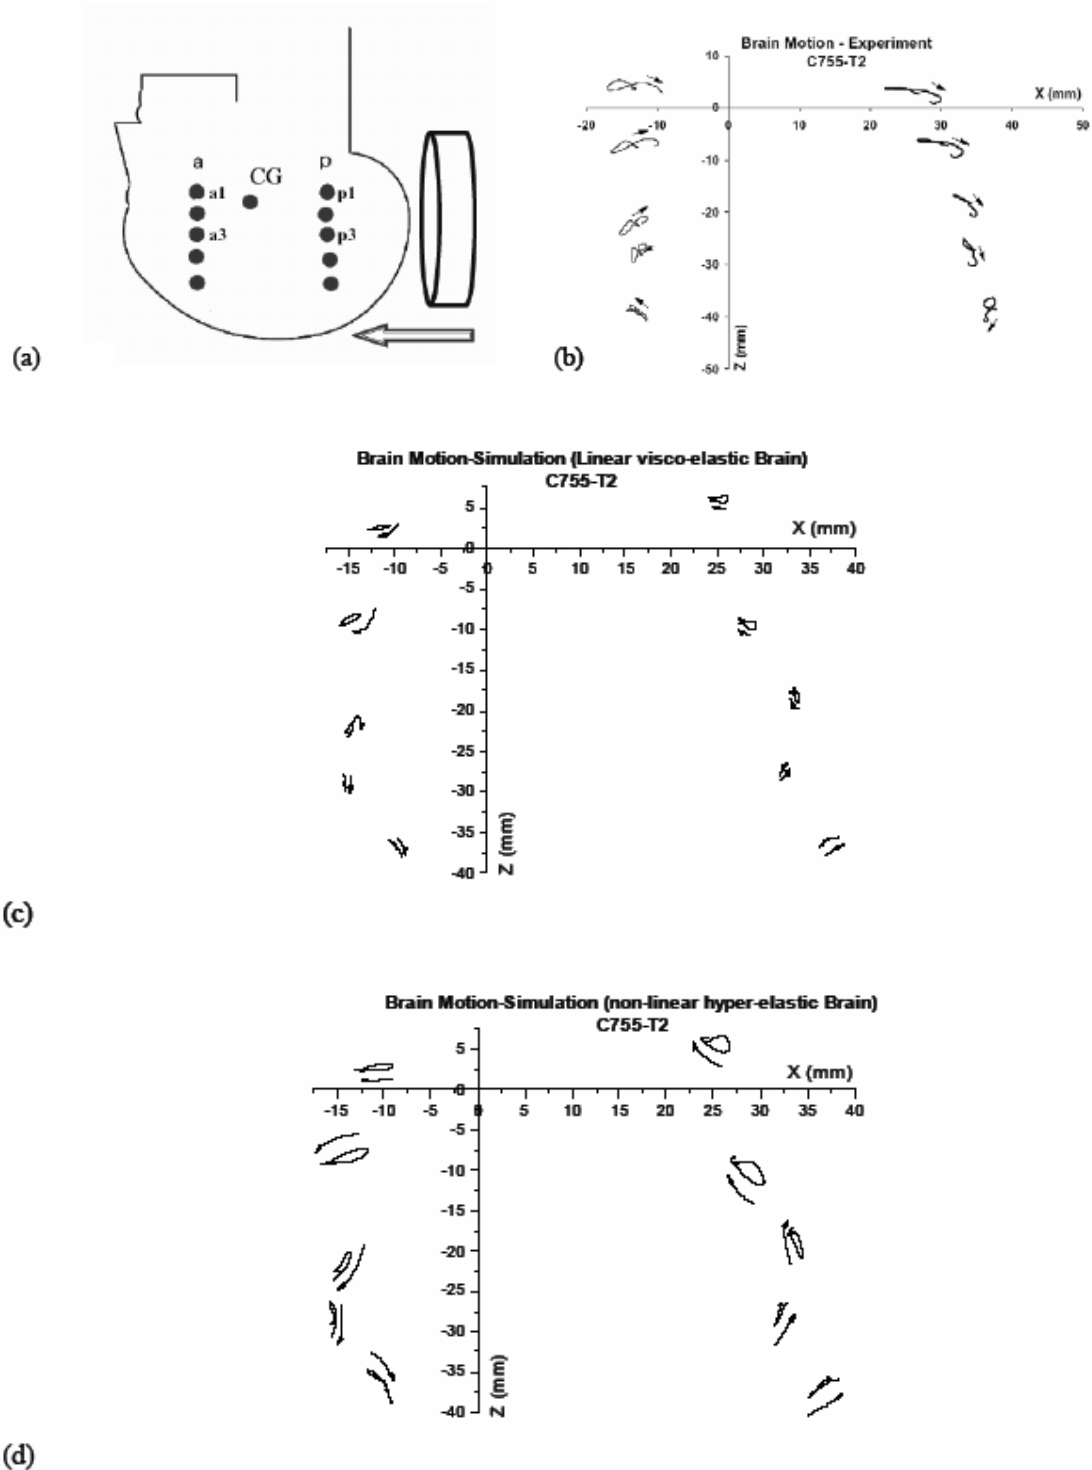 a
CG
p
a1
p1
a3
p3
(a)
Brain Motion - Experiment
C755-T2
10
X (mm)
0
-20
-10
0
10
20
30
40
50
-10
-20
-30
-40
-50
Z (mm)
(b)
Brain Motion-Simulation (Linear visco-elastic Brain)
C755-T2
5
X (mm)
0
-15
-10
-5
0
5
10
15
20
25
30
35
40
-5
-10
-15
-20
-25
-30
-35
-40
Z (mm)
(c)
Brain Motion-Simulation (non-linear hyper-elastic Brain)
C755-T2
5
X (mm)
0
-15
-10
-5
0
5
10
15
20
25
30
35
40
-5
-10
-15
-20
-25
-30
-35
-40
Z (mm)
(d)